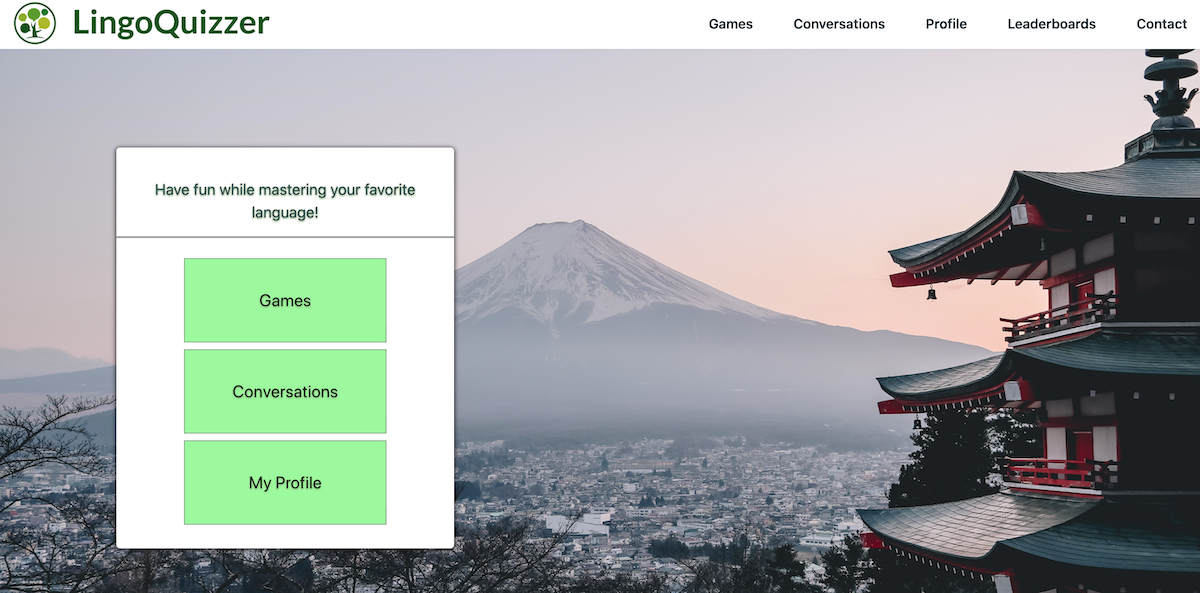 LingoQuizzer
Games
Conversations
Profile
Leaderboards
Contact
Have fun while mastering your favorite
language!
Games
Conversations
My Profile